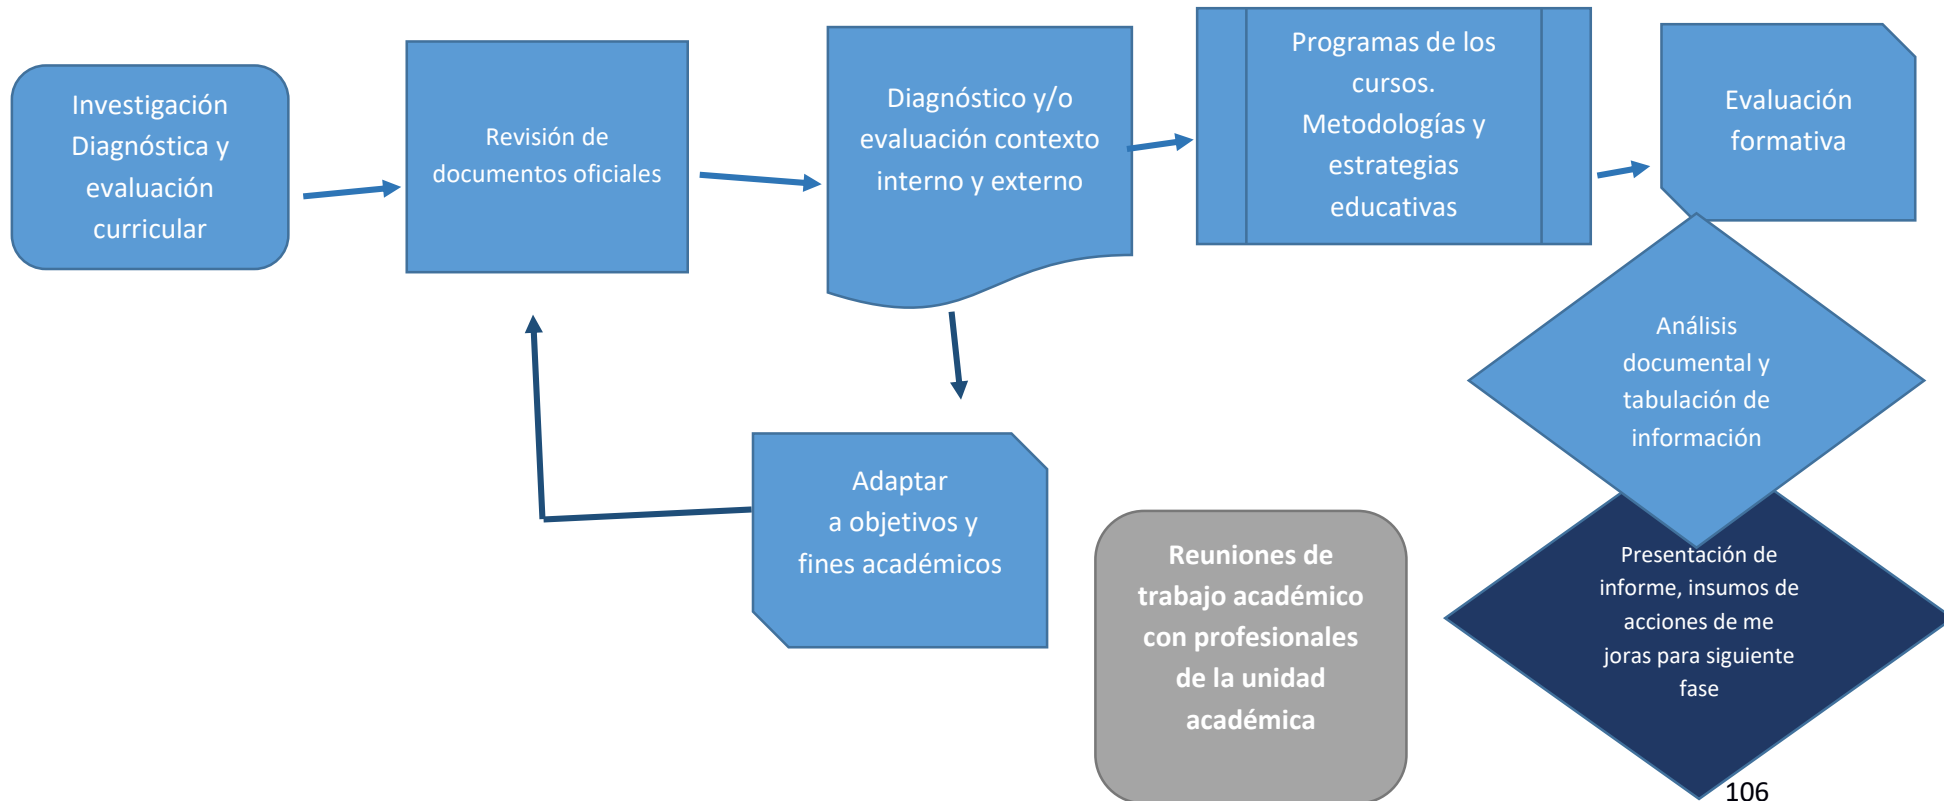 Investigación
Diagnóstica y
evaluación
curricular
Revisión de
documentos oficiales
Diagnóstico y/o
evaluación contexto
interno y externo
Programas de los
cursos.
Metodologías y
estrategias
educativas
Evaluación
formativa
Análisis
documental y
tabulación de
información
Adaptar
a objetivos y
fines académicos
Reuniones de
trabajo académico
con profesionales
de la unidad
académica
Presentación de
informe, insumos de
acciones de me
joras para siguiente
fase
106